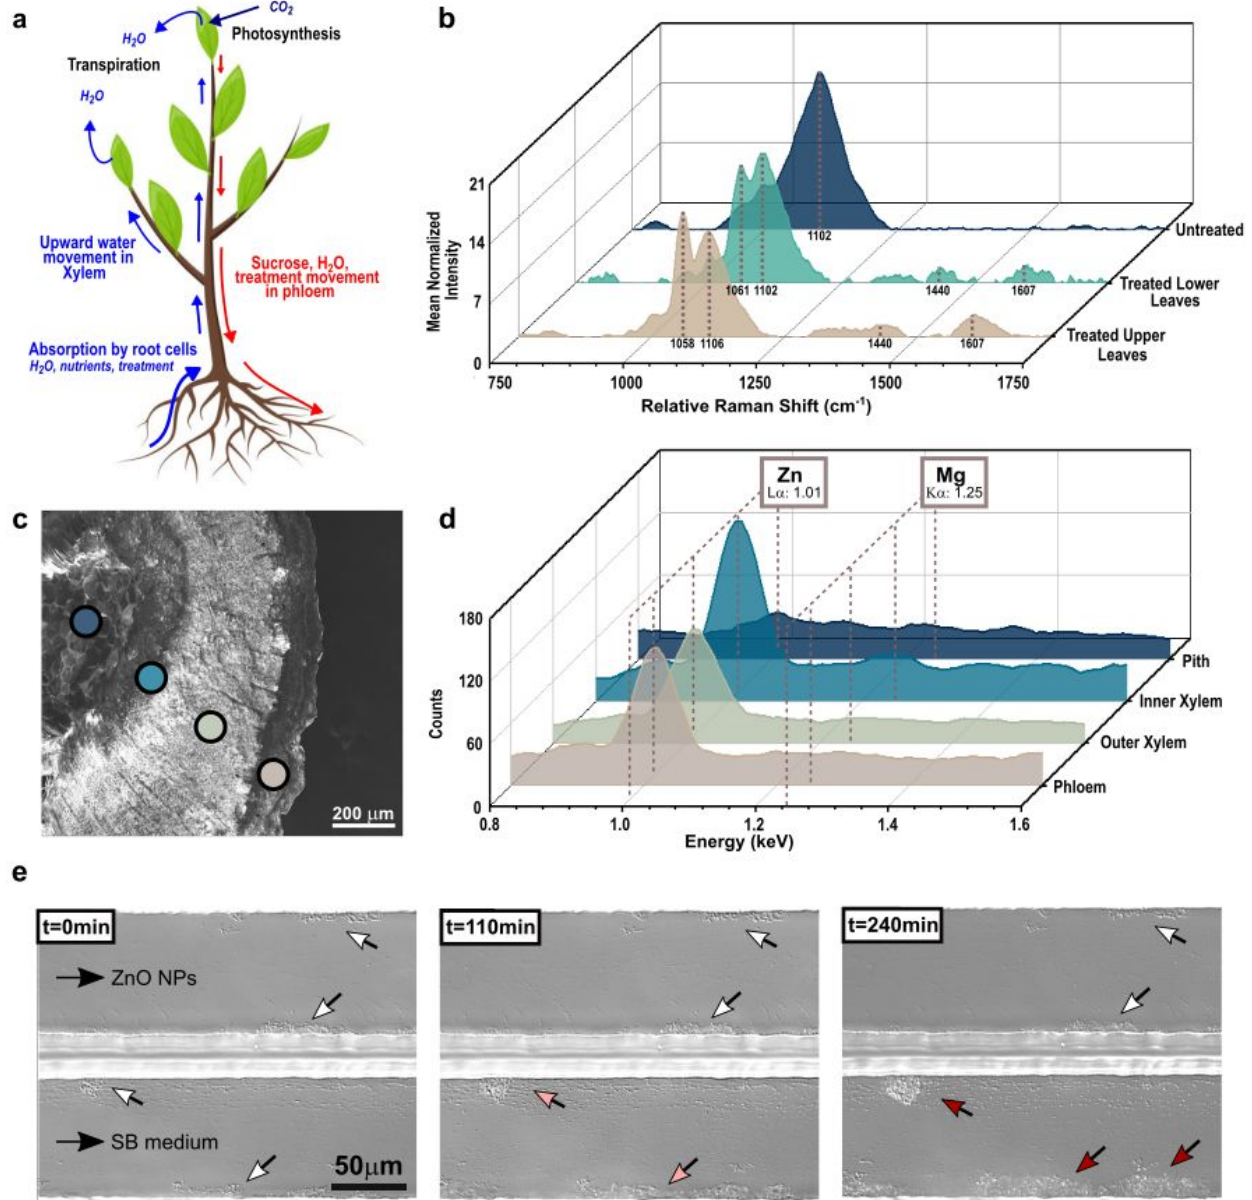 a
CO2
H2O
Photosynthesis
Transpiration
H2O
Upward water
movement in
Xylem
Sucrose, H2O,
treatment movement
in phloem
Absorption by root cells
H2O, nutrients, treatment
b
21
14
7
0
Mean Normalized
Intensity
1102
Untreated
1061
1102
1440
1607
Treated Lower
Leaves
1058
1106
1440
1607
Treated Upper
Leaves
750
1000
1250
1500
1750
Relative Raman Shift (cm-1)
c
200 µm
d
Zn
Lα: 1.01
Mg
Kα: 1.25
180
120
60
0
Counts
Pith
Inner Xylem
Outer Xylem
Phloem
0.8
1.0
1.2
1.4
1.6
Energy (keV)
e
t=0min
ZnO NPs
SB medium
50µm
t=110min
t=240min